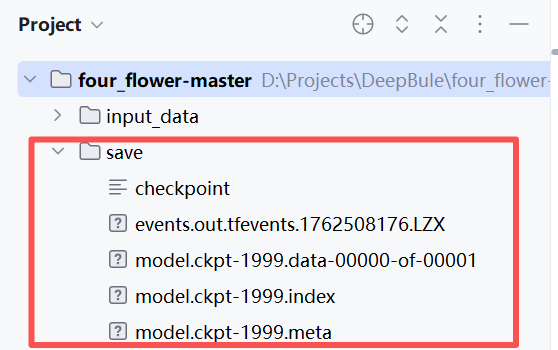 Project
four_flower-master D:\Projects\DeepBule\four_flower-
input_data
save
checkpoint
events.out.tfevents.1762508176.LZX
model.ckpt-1999.data-00000-of-00001
model.ckpt-1999.index
model.ckpt-1999.meta